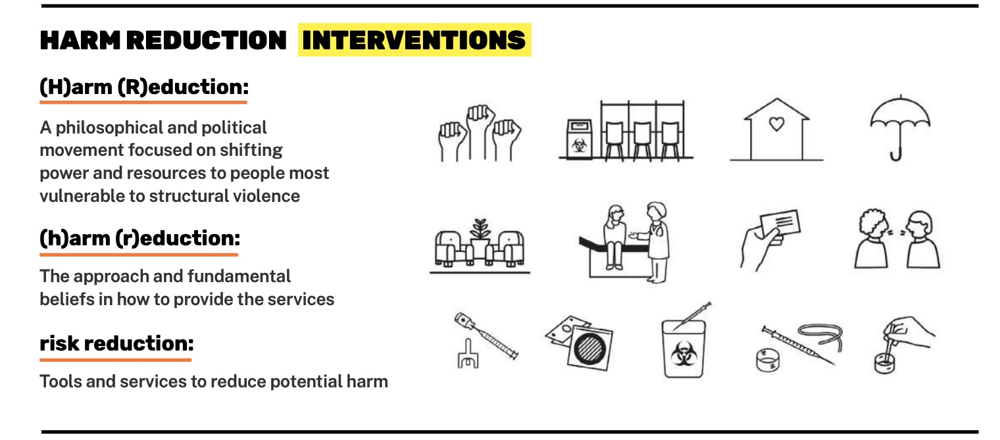 HARM REDUCTION INTERVENTIONS
(H)arm (R)eduction:
A philosophical and political
movement focused on shifting
power and resources to people most
vulnerable to structural violence
(h)arm (r)eduction:
The approach and fundamental
beliefs in how to provide the services
risk reduction:
Tools and services to reduce potential harm